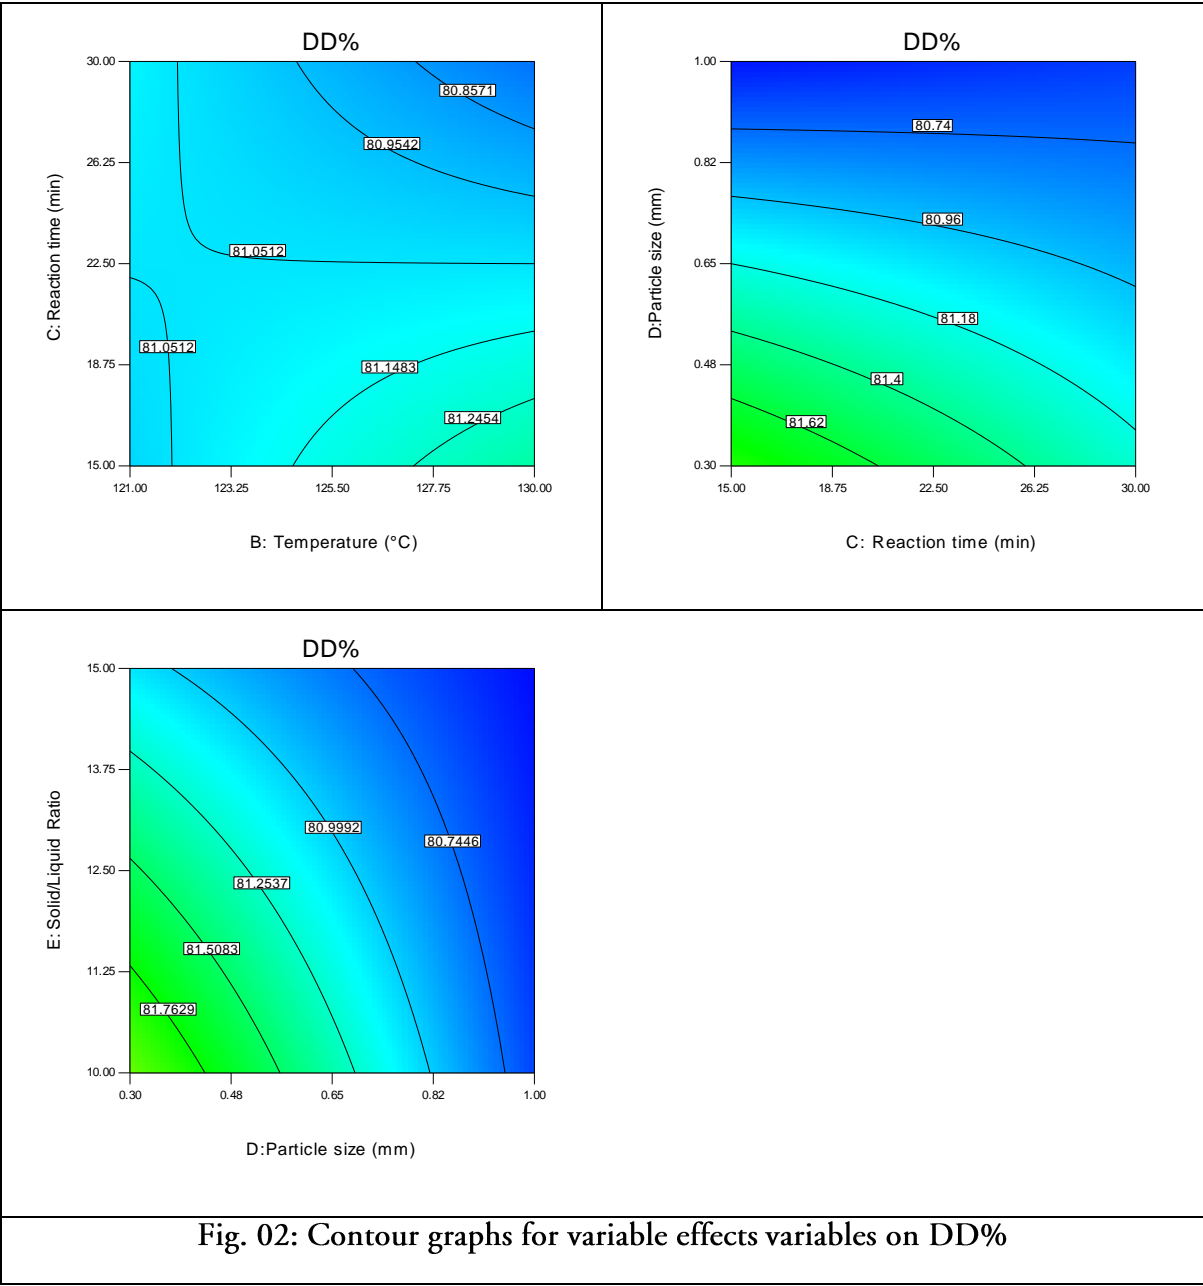 DD%
30.00
26.25
22.50
18.75
15.00
C: Reaction time (min)
80.8571
80.9542
81.0512
81.0512
81.1483
81.2454
121.00 123.25 125.50 127.75 130.00
B: Temperature (°C)
DD%
1.00
0.82
0.65
0.48
0.30
D:Particle size (mm)
80.74
80.96
81.18
81.4
81.62
15.00 18.75 22.50 26.25 30.00
C: Reaction time (min)
DD%
15.00
13.75
12.50
11.25
10.00
E: Solid/Liquid Ratio
80.9992
80.7446
81.2537
81.5083
81.7629
0.30 0.48 0.65 0.82 1.00
D:Particle size (mm)
Fig. 02: Contour graphs for variable effects variables on DD%